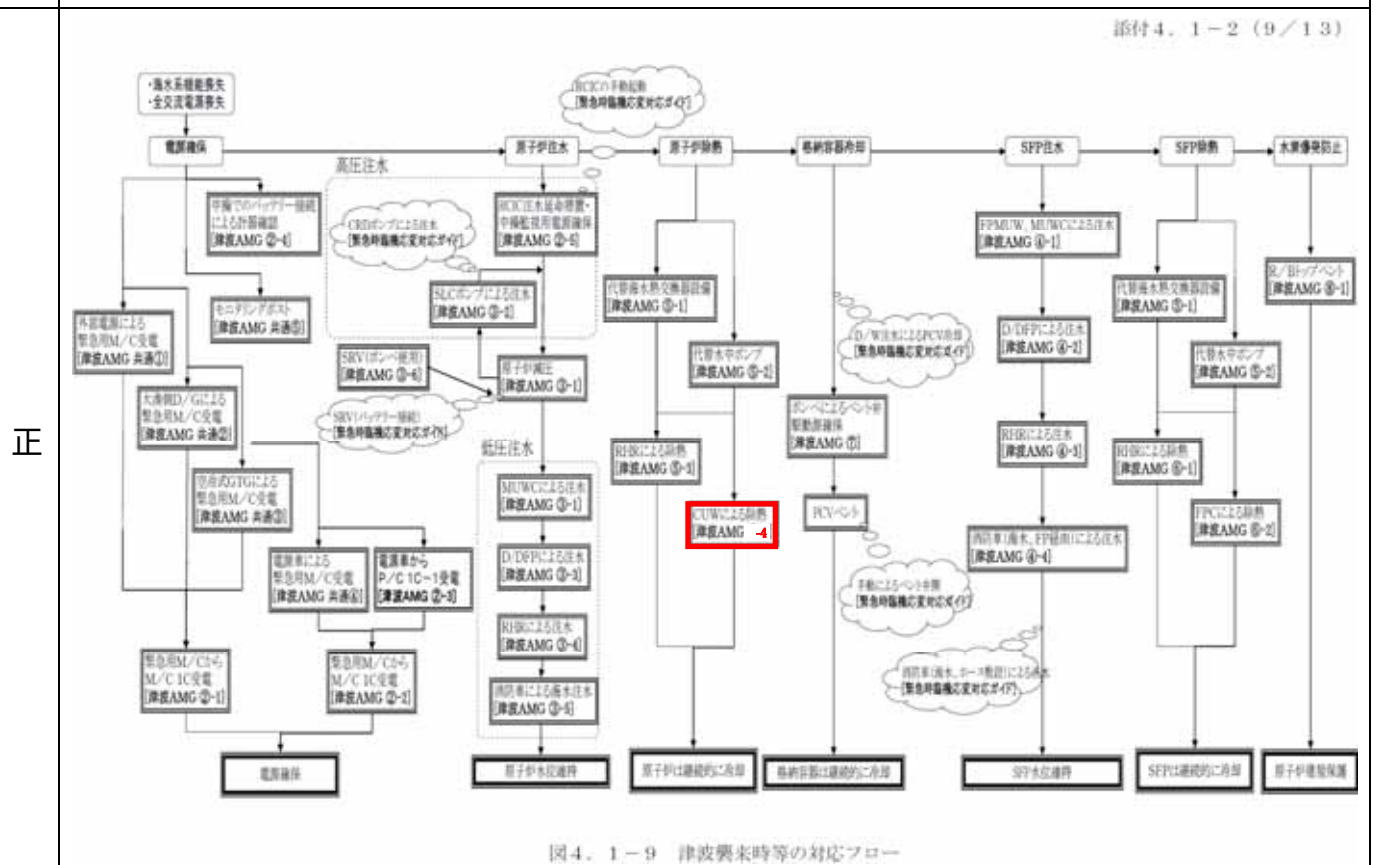 添付4.1-2(9/13)
・海水系機能喪失
・全交流電源喪失
RCICの手動起動
[緊急時臨機応変対応ガイド]
電源確保
原子炉注水
原子炉除熱
格納容器冷却
SFP注水
SFP除熱
水素爆発防止
高圧注水
中操でのバッテリー接続
による計器確認
[津波AMG ②-4]
CRDポンプによる注水
[緊急時臨機応変対応ガイド]
RCIC注水延命措置・
中操監視用電源確保
[津波AMG ②-5]
FPMUW、MUWCによる注水
[津波AMG ④-1]
R/Bトップベント
[津波AMG ⑧-1]
モニタリングポスト
[津波AMG 共通⑤]
SLCポンプによる注水
[津波AMG ③-2]
代替海水熱交換器設備
[津波AMG ⑤-1]
代替海水熱交換器設備
[津波AMG ⑤-1]
外部電源による
緊急用M/C受電
[津波AMG 共通①]
D/W注水によるPCV冷却
[緊急時臨機応変対応ガイド]
D/DFPによる注水
[津波AMG ④-2]
SRV(ボンベ使用)
[津波AMG ③-6]
原子炉減圧
[津波AMG ③-1]
代替水中ポンプ
[津波AMG ⑤-2]
代替水中ポンプ
[津波AMG ⑤-2]
大湊側D/Gによる
緊急用M/C受電
[津波AMG 共通②]
SRV(バッテリー接続)
[緊急時臨機応変対応ガイド]
ボンベによるベント弁
駆動源確保
[津波AMG ⑦]
低圧注水
RHRによる除熱
[津波AMG ⑤-3]
RHRによる注水
[津波AMG ④-3]
RHRによる除熱
[津波AMG ⑥-1]
空冷式GTGによる
緊急用M/C受電
[津波AMG 共通③]
MUWCによる注水
[津波AMG ③-1]
CUWによる除熱
[津波AMG -4]
PCVベント
FPCによる除熱
[津波AMG ⑥-2]
正
電源車による
緊急用M/C受電
[津波AMG 共通④]
電源車から
P/C 1C-1受電
[津波AMG ②-3]
D/DFPによる注水
[津波AMG ③-3]
消防車(海水、FP経由)による注水
[津波AMG ④-4]
手動によるベント弁開
[緊急時臨機応変対応ガイド]
RHRによる注水
[津波AMG ③-4]
緊急用M/Cから
M/C 1C受電
[津波AMG ②-1]
緊急用M/Cから
M/C 1C受電
[津波AMG ②-2]
消防車による海水注水
[津波AMG ③-5]
消防車(海水、ホース敷設)による注水
[緊急時臨機応変対応ガイド]
電源確保
原子炉水位維持
原子炉は継続的に冷却
格納容器は継続的に冷却
SFP水位維持
SFPは継続的に冷却
原子炉建屋保護
図4.1-9 津波襲来時等の対応フロー